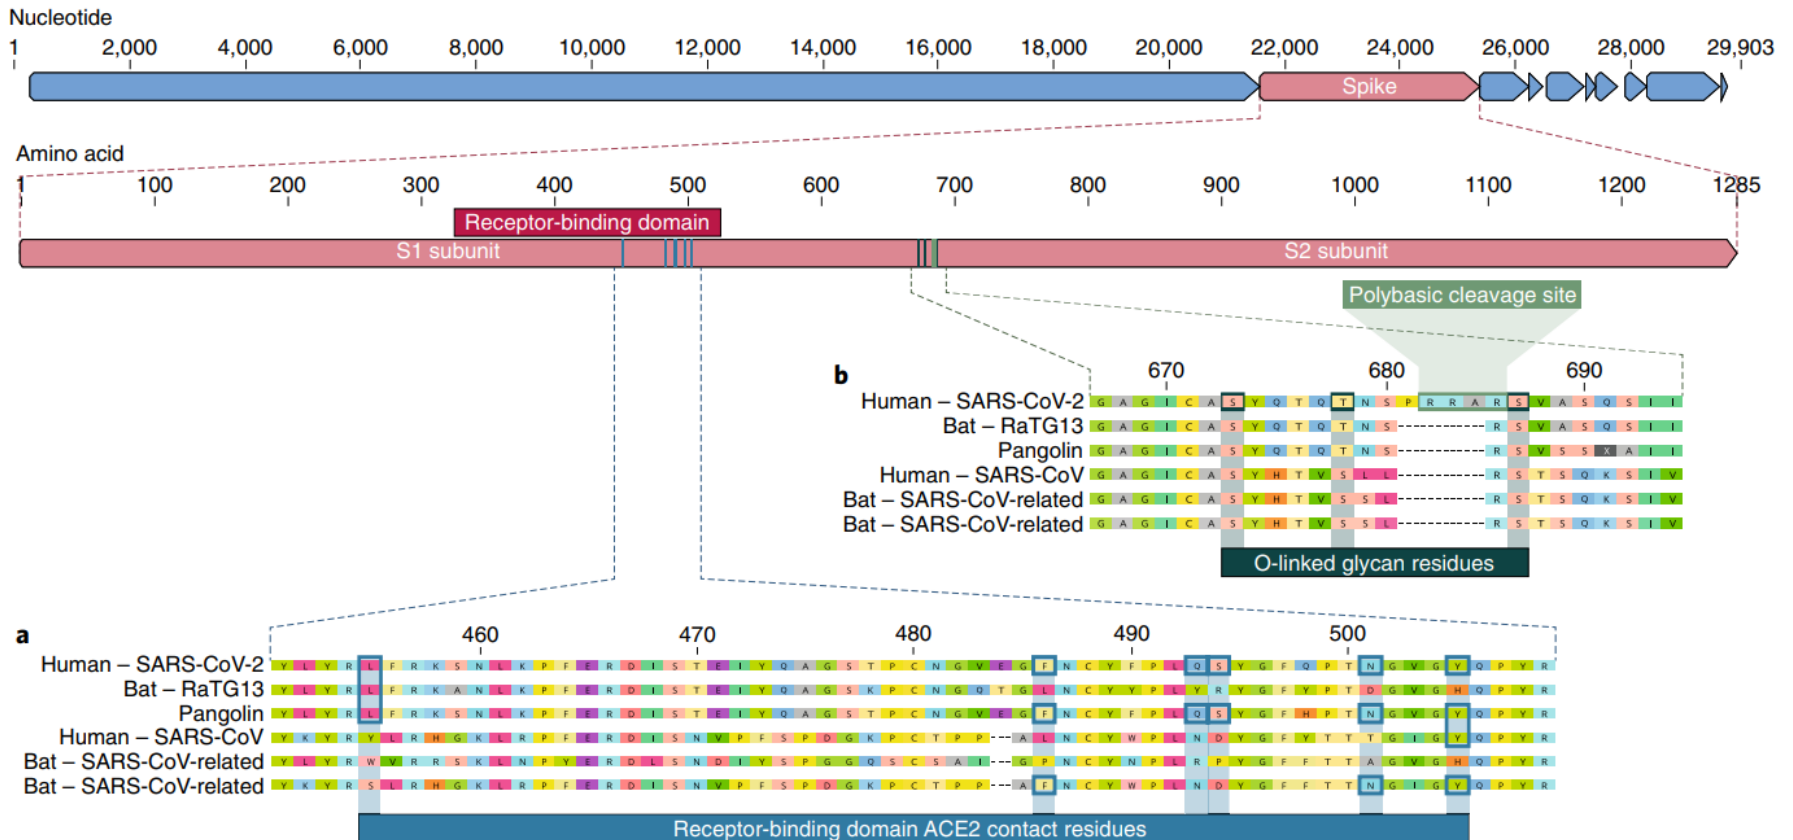 Nucleotide
1 2,000 4,000 6,000 8,000 10,000 12,000 14,000 16,000 18,000 20,000 22,000 24,000 26,000 28,000 29,903
Spike
Amino acid
1 100 200 300 400 500 600 700 800 900 1000 1100 1200 1285
Receptor-binding domain
S1 subunit S2 subunit
Polybasic cleavage site
b 670 680 690
Human – SARS-CoV-2 G A G I C A S Y Q T Q T N S P R R A R S V A S Q S I I
Bat – RaTG13 G A G I C A S Y Q T Q T N S ---- R S V A S Q S I I
Pangolin G A G I C A S Y Q T Q T N S ---- R S V S S X A I I
Human – SARS-CoV G A G I C A S Y H T V S L L ---- R S T S Q K S I V
Bat – SARS-CoV-related G A G I C A S Y H T V S S L ---- R S T S Q K S I V
Bat – SARS-CoV-related G A G I C A S Y H T V S S L ---- R S T S Q K S I V
O-linked glycan residues
a 460 470 480 490 500
Human – SARS-CoV-2 Y L Y R L F R K S N L K P F E R D I S T E I Y Q A G S T P C N G V E G F N C Y F P L Q S Y G F Q P T N G V G Y Q P Y R
Bat – RaTG13 Y L Y R L F R K A N L K P F E R D I S T E I Y Q A G S K P C N G Q T G L N C Y Y P L Y R Y G F Y P T D G V G H Q P Y R
Pangolin Y L Y R L F R K S N L K P F E R D I S T E I Y Q A G S T P C N G V E G F N C Y F P L Q S Y G F H P T N G V G Y Q P Y R
Human – SARS-CoV Y K Y R Y L R H G K L R P F E R D I S N V P F S P D G K P C T P P -- A L N C Y W P L N D Y G F Y T T T G I G Y Q P Y R
Bat – SARS-CoV-related Y L Y R W V R R S K L N P Y E R D L S N D I Y S P G G Q S C S A I -- G P N C Y N P L R P Y G F F T T A G V G H Q P Y R
Bat – SARS-CoV-related Y K Y R S L R H G K L R P F E R D I S N V P F S P D G K P C T P P -- A F N C Y W P L N D Y G F F T T N G I G Y Q P Y R
Receptor-binding domain ACE2 contact residues